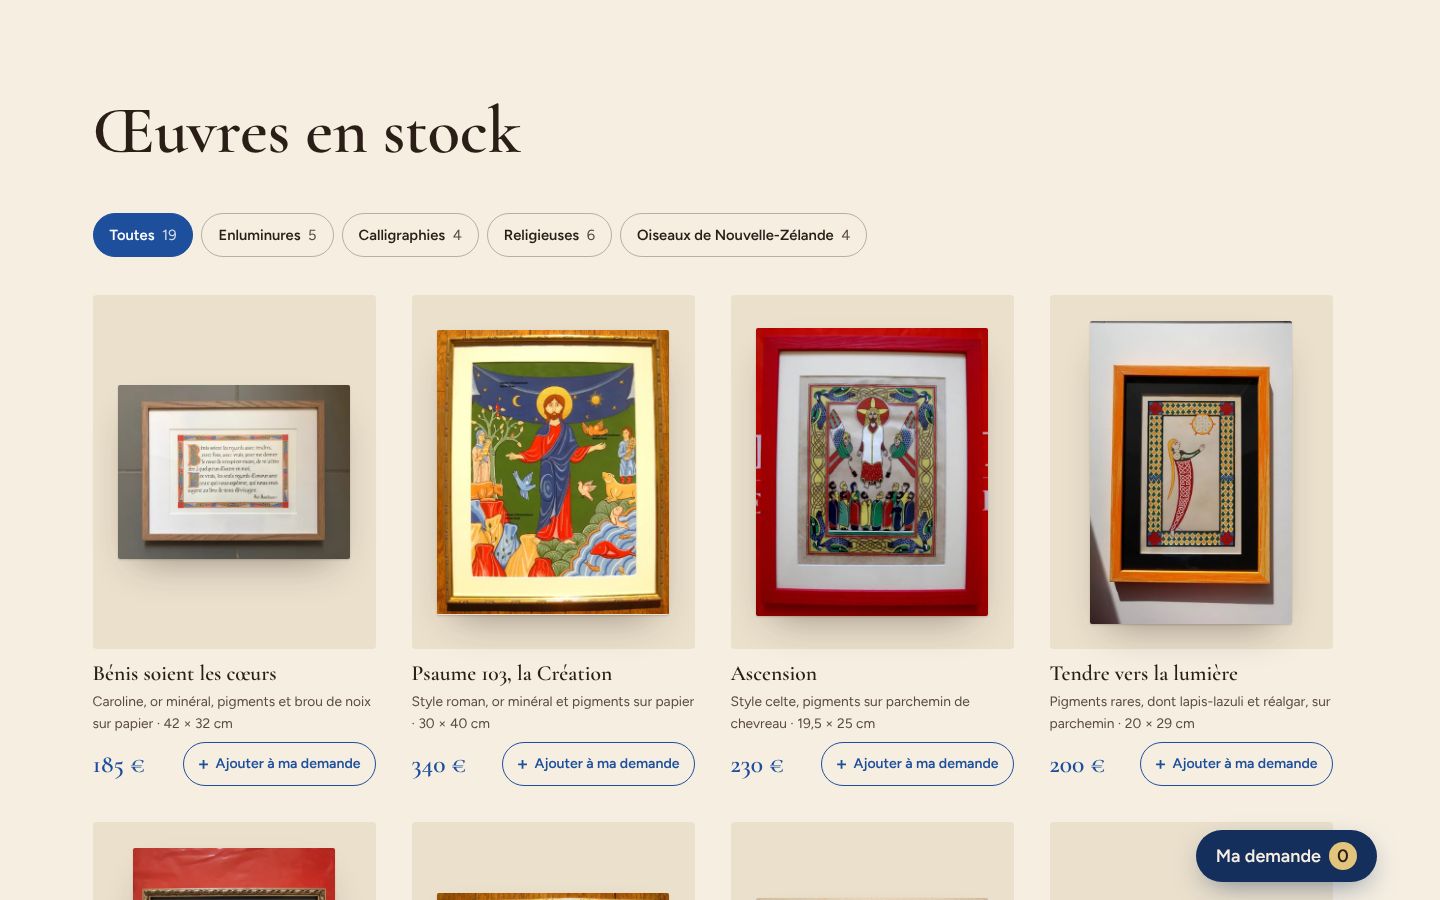 Œuvres en stock
Toutes 19
Enluminures 5
Calligraphies 4
Religieuses 6
Oiseaux de Nouvelle-Zélande 4
Bénis soient les cœurs
Caroline, or minéral, pigments et brou de noix
sur papier · 42 × 32 cm
185 €
+ Ajouter à ma demande
Psaume 103, la Création
Style roman, or minéral et pigments sur papier
· 30 × 40 cm
340 €
+ Ajouter à ma demande
Ascension
Style celte, pigments sur parchemin de
chevreau · 19,5 × 25 cm
230 €
+ Ajouter à ma demande
Tendre vers la lumière
Pigments rares, dont lapis-lazuli et réalgar, sur
parchemin · 20 × 29 cm
200 €
+ Ajouter à ma demande
Ma demande 0